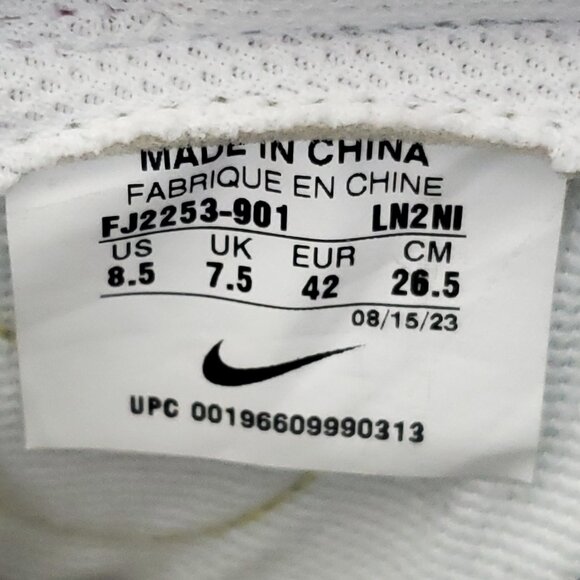 MADE IN CHINA
FABRIQUE EN CHINE
FJ2253-901 LN2NI
US UK EUR CM
8.5 7.5 42 26.5
08/15/23
UPC 00196609990313